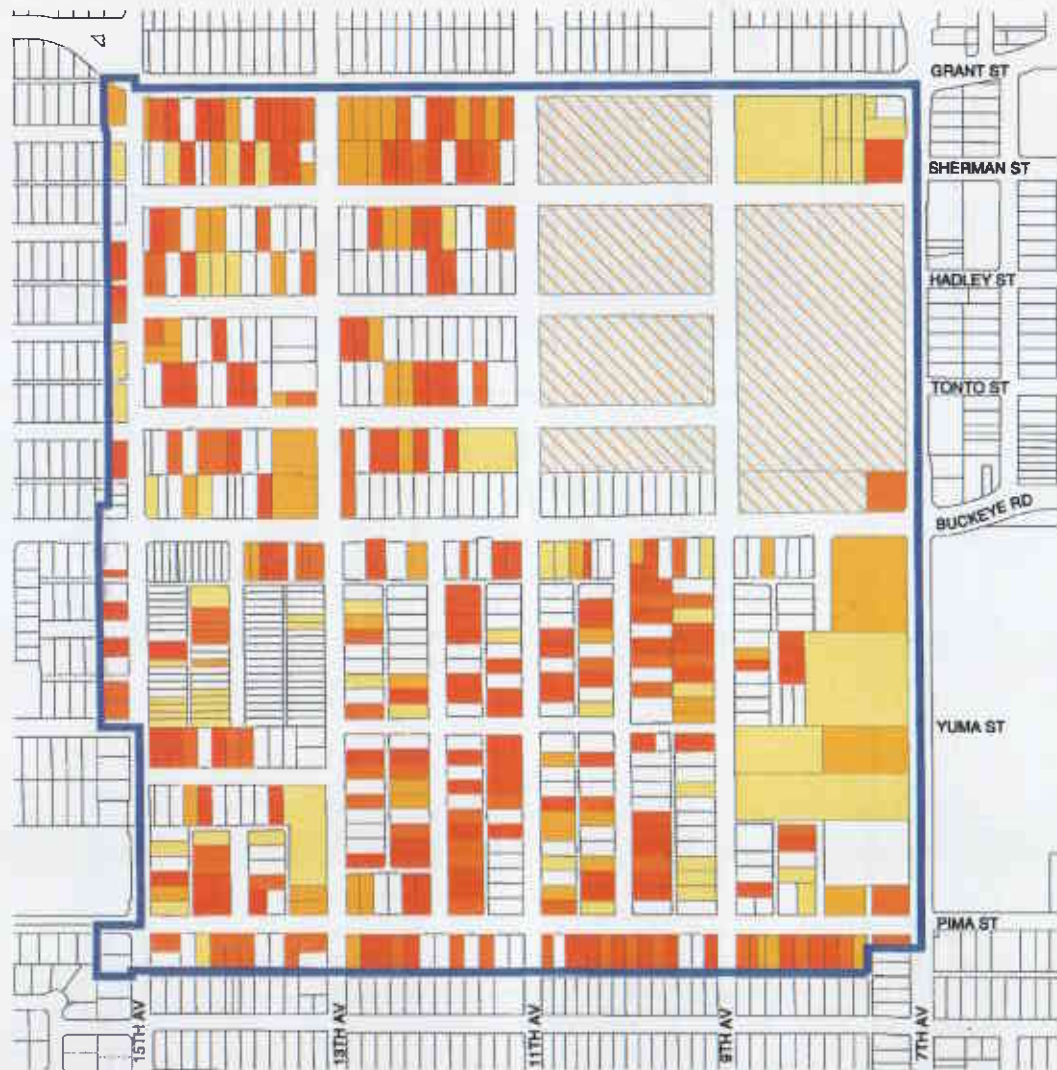 GRANT ST
SHERMAN ST
HADLEY ST
TONTO ST
BUCKEYE RD
YUMA ST
PIMA ST
15TH AV
13TH AV
11TH AV
9TH AV
7TH AV